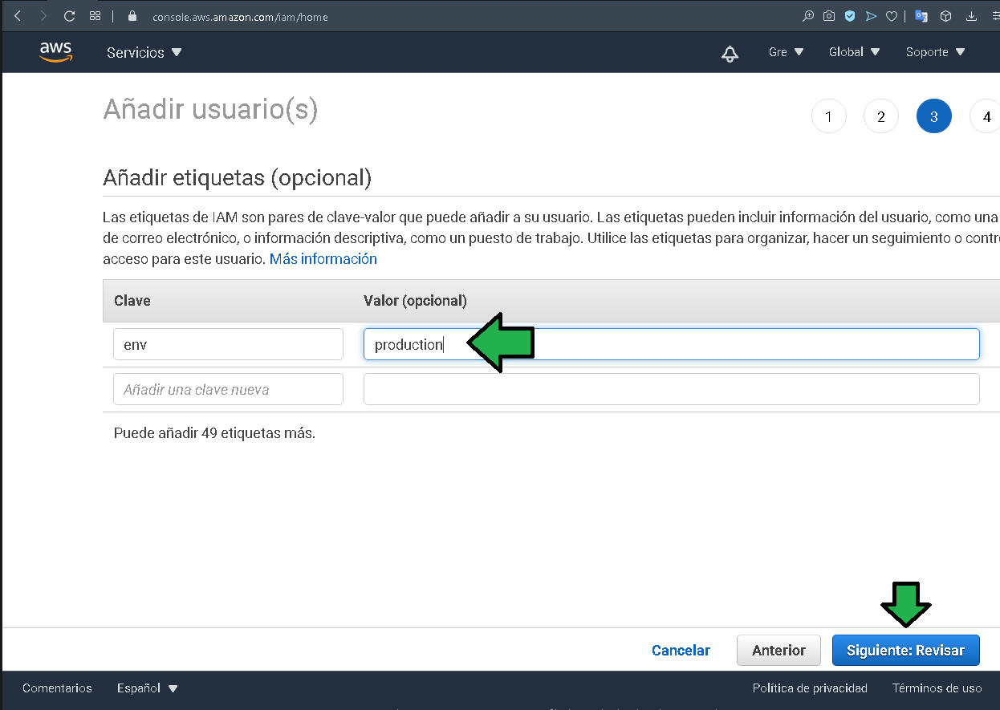 console.aws.amazon.com/iam/home
aws Servicios Gre Global Soporte
Añadir usuario(s)
1 2 3 4
Añadir etiquetas (opcional)
Las etiquetas de IAM son pares de clave-valor que puede añadir a su usuario. Las etiquetas pueden incluir información del usuario, como una
de correo electrónico, o información descriptiva, como un puesto de trabajo. Utilice las etiquetas para organizar, hacer un seguimiento o contr
acceso para este usuario. Más información
Clave Valor (opcional)
env production
Añadir una clave nueva
Puede añadir 49 etiquetas más.
Cancelar Anterior Siguiente: Revisar
Comentarios Español Política de privacidad Términos de uso